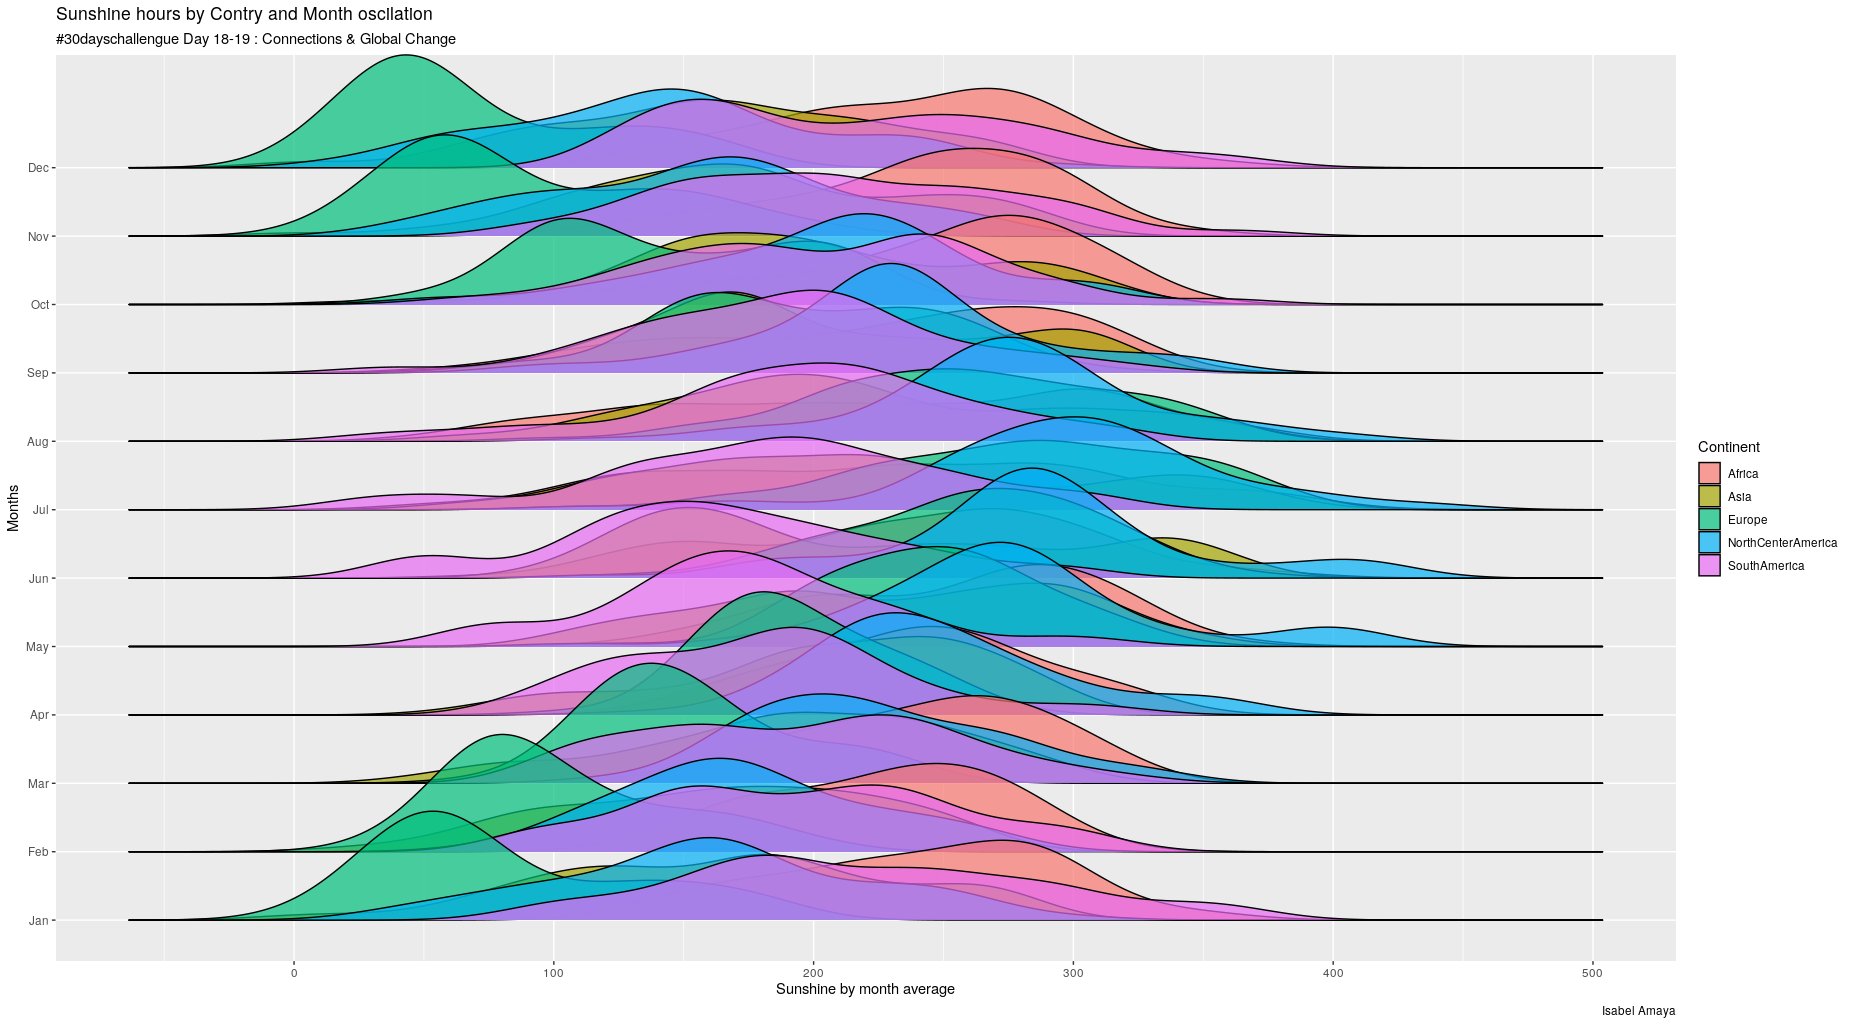 Sunshine hours by Contry and Month oscilation
#30dayschallengue Day 18-19 : Connections & Global Change
Months
Dec
Nov
Oct
Sep
Aug
Jul
Jun
May
Apr
Mar
Feb
Jan
0 100 200 300 400 500
Sunshine by month average
Continent
Africa
Asia
Europe
NorthCenterAmerica
SouthAmerica
Isabel Amaya